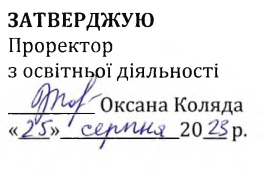 ЗАТВЕРДЖУЮ
Проректор
з освітньої діяльності
Оксана Коляда
«25» серпня 2023 р.